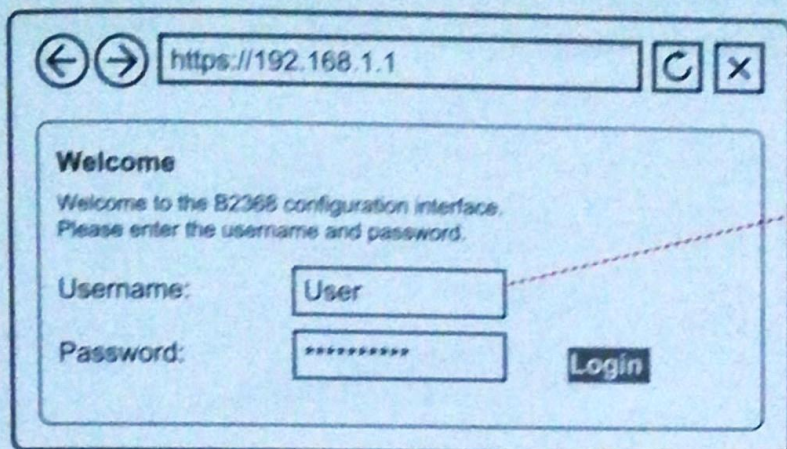 https://192.168.1.1
Welcome
Welcome to the B2368 configuration interface.
Please enter the username and password.
Username:
User
Password:
**********
Login